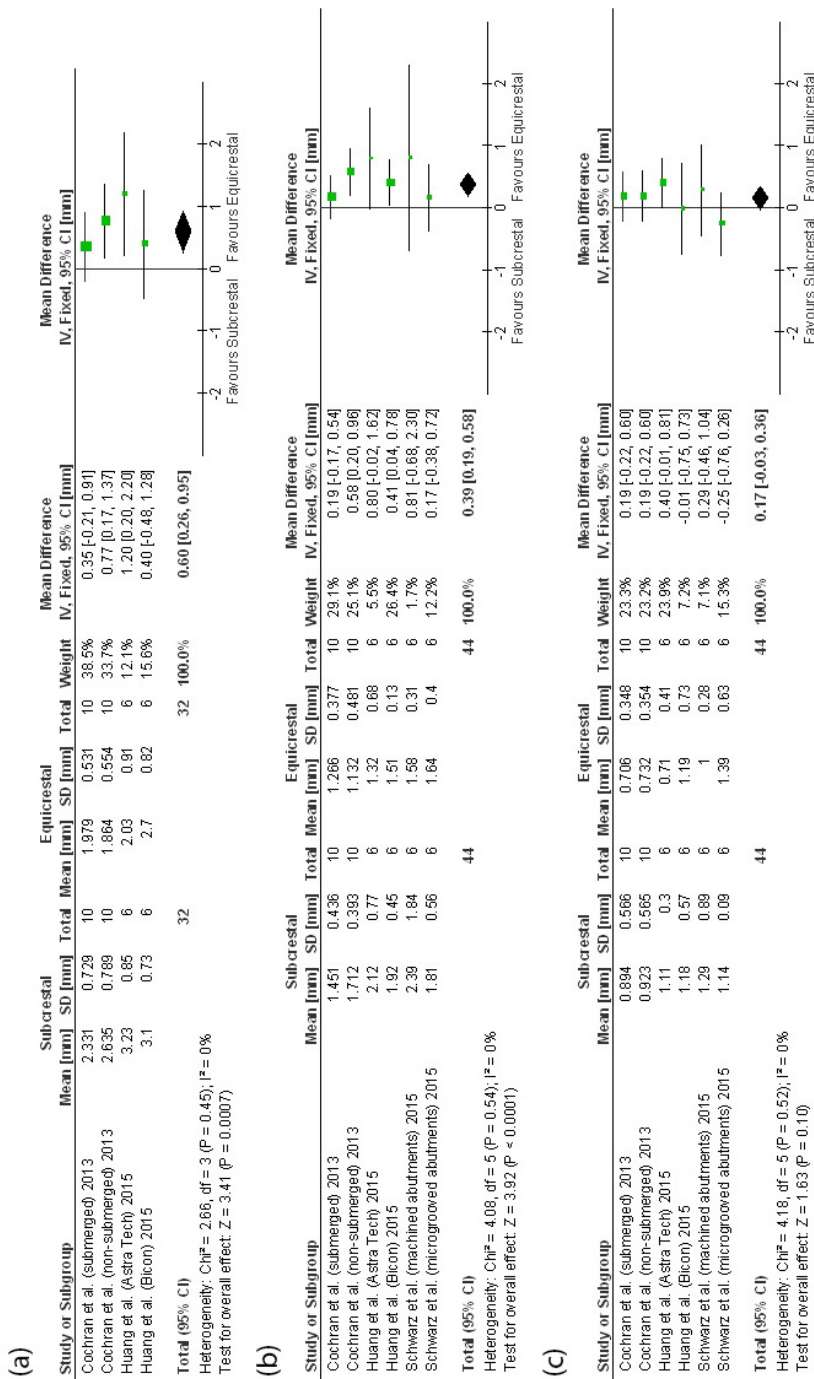 (a)
Subcrestal Equicrestal Mean Difference Mean Difference
Study or Subgroup Mean [mm] SD [mm] Total Mean [mm] SD [mm] Total Weight IV, Fixed, 95% CI [mm] IV, Fixed, 95% CI [mm]
Cochran et al. (submerged) 2013 2.331 0.729 10 1.979 0.531 10 38.5% 0.35 [-0.21, 0.91]
Cochran et al. (non-submerged) 2013 2.635 0.789 10 1.864 0.554 10 33.7% 0.77 [0.17, 1.37]
Huang et al. (Astra Tech) 2015 3.23 0.85 6 2.03 0.91 6 12.1% 1.20 [0.20, 2.20]
Huang et al. (Bicon) 2015 3.1 0.73 6 2.7 0.82 6 15.6% 0.40 [-0.48, 1.28]
Total (95% CI) 32 32 100.0% 0.60 [0.26, 0.95]
Heterogeneity: Chi² = 2.66, df = 3 (P = 0.45); I² = 0%
Test for overall effect: Z = 3.41 (P = 0.0007)
-2 -1 0 1 2
Favours Subcrestal Favours Equicrestal
(b)
Subcrestal Equicrestal Mean Difference Mean Difference
Study or Subgroup Mean [mm] SD [mm] Total Mean [mm] SD [mm] Total Weight IV, Fixed, 95% CI [mm] IV, Fixed, 95% CI [mm]
Cochran et al. (submerged) 2013 1.451 0.436 10 1.266 0.377 10 29.1% 0.19 [-0.17, 0.54]
Cochran et al. (non-submerged) 2013 1.712 0.393 10 1.132 0.481 10 25.1% 0.58 [0.20, 0.96]
Huang et al. (Astra Tech) 2015 2.12 0.77 6 1.32 0.68 6 5.5% 0.80 [-0.02, 1.62]
Huang et al. (Bicon) 2015 1.92 0.45 6 1.51 0.13 6 26.4% 0.41 [0.04, 0.78]
Schwarz et al. (machined abutments) 2015 2.39 1.84 6 1.58 0.31 6 1.7% 0.81 [-0.68, 2.30]
Schwarz et al. (microgrooved abutments) 2015 1.81 0.56 6 1.64 0.4 6 12.2% 0.17 [-0.38, 0.72]
Total (95% CI) 44 44 100.0% 0.39 [0.19, 0.58]
Heterogeneity: Chi² = 4.08, df = 5 (P = 0.54); I² = 0%
Test for overall effect: Z = 3.92 (P < 0.0001)
-2 -1 0 1 2
Favours Subcrestal Favours Equicrestal
(c)
Subcrestal Equicrestal Mean Difference Mean Difference
Study or Subgroup Mean [mm] SD [mm] Total Mean [mm] SD [mm] Total Weight IV, Fixed, 95% CI [mm] IV, Fixed, 95% CI [mm]
Cochran et al. (submerged) 2013 0.894 0.566 10 0.706 0.348 10 23.3% 0.19 [-0.22, 0.60]
Cochran et al. (non-submerged) 2013 0.923 0.565 10 0.732 0.354 10 23.2% 0.19 [-0.22, 0.60]
Huang et al. (Astra Tech) 2015 1.11 0.3 6 0.71 0.41 6 23.9% 0.40 [-0.01, 0.81]
Huang et al. (Bicon) 2015 1.18 0.57 6 1.19 0.73 6 7.2% -0.01 [-0.75, 0.73]
Schwarz et al. (machined abutments) 2015 1.29 0.89 6 1 0.28 6 7.1% 0.29 [-0.46, 1.04]
Schwarz et al. (microgrooved abutments) 2015 1.14 0.09 6 1.39 0.63 6 15.3% -0.25 [-0.76, 0.26]
Total (95% CI) 44 44 100.0% 0.17 [-0.03, 0.36]
Heterogeneity: Chi² = 4.18, df = 5 (P = 0.52); I² = 0%
Test for overall effect: Z = 1.63 (P = 0.10)
-2 -1 0 1 2
Favours Subcrestal Favours Equicrestal